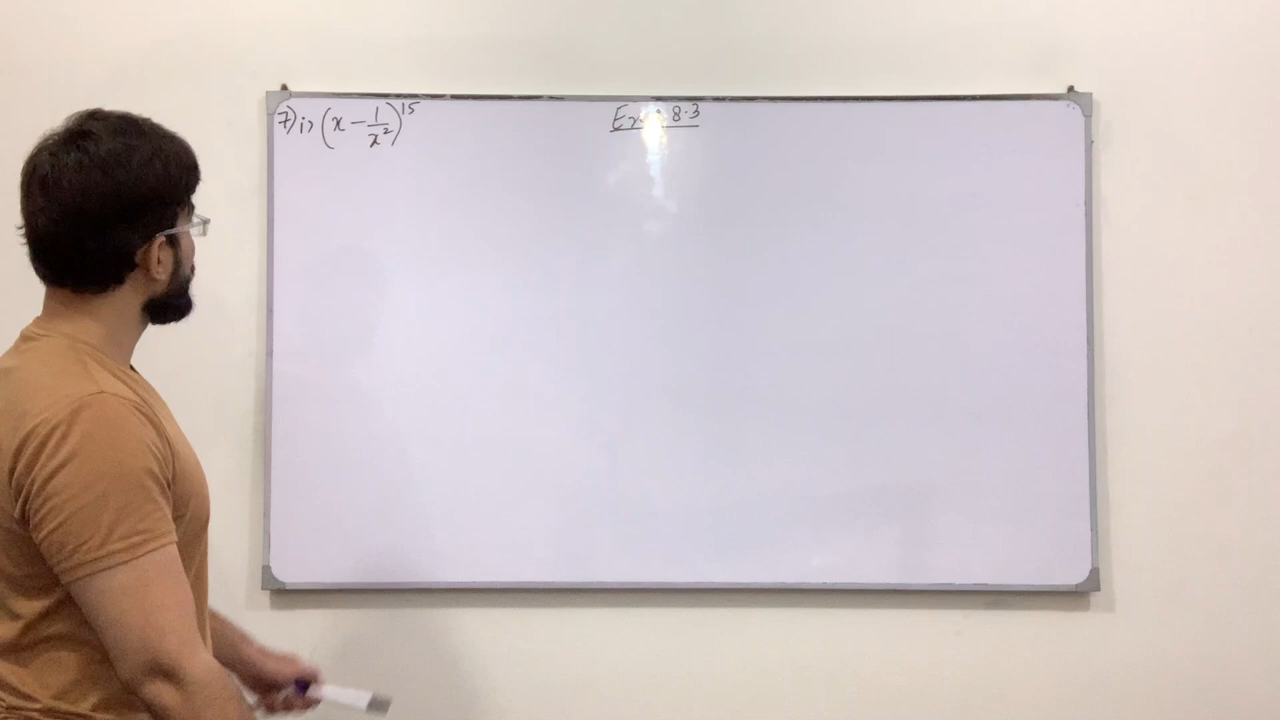 Ex 8.3
7) i) (x - 1/x²)¹⁵